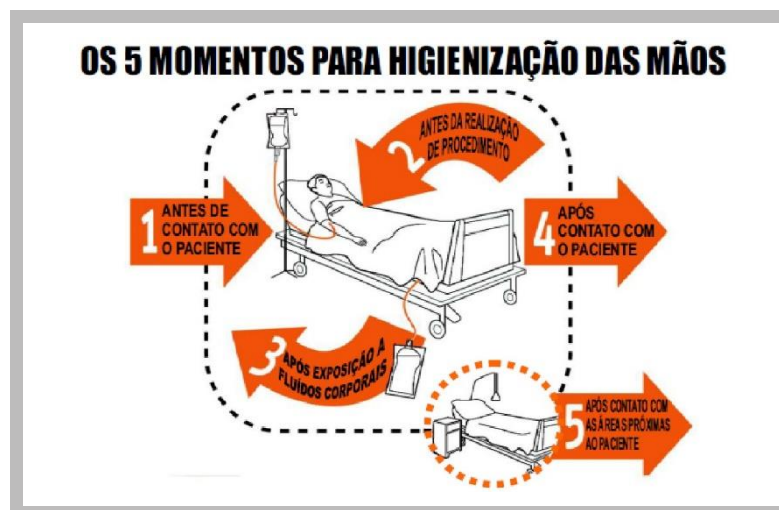 OS 5 MOMENTOS PARA HIGIENIZAÇÃO DAS MÃOS
1
ANTES DE
CONTATO COM
O PACIENTE
2
ANTES DA REALIZAÇÃO
DE PROCEDIMENTO
3
APÓS EXPOSIÇÃO A
FLUÍDOS CORPORAIS
4
APÓS
CONTATO COM
O PACIENTE
5
APÓS CONTATO COM
AS ÁREAS PRÓXIMAS
AO PACIENTE